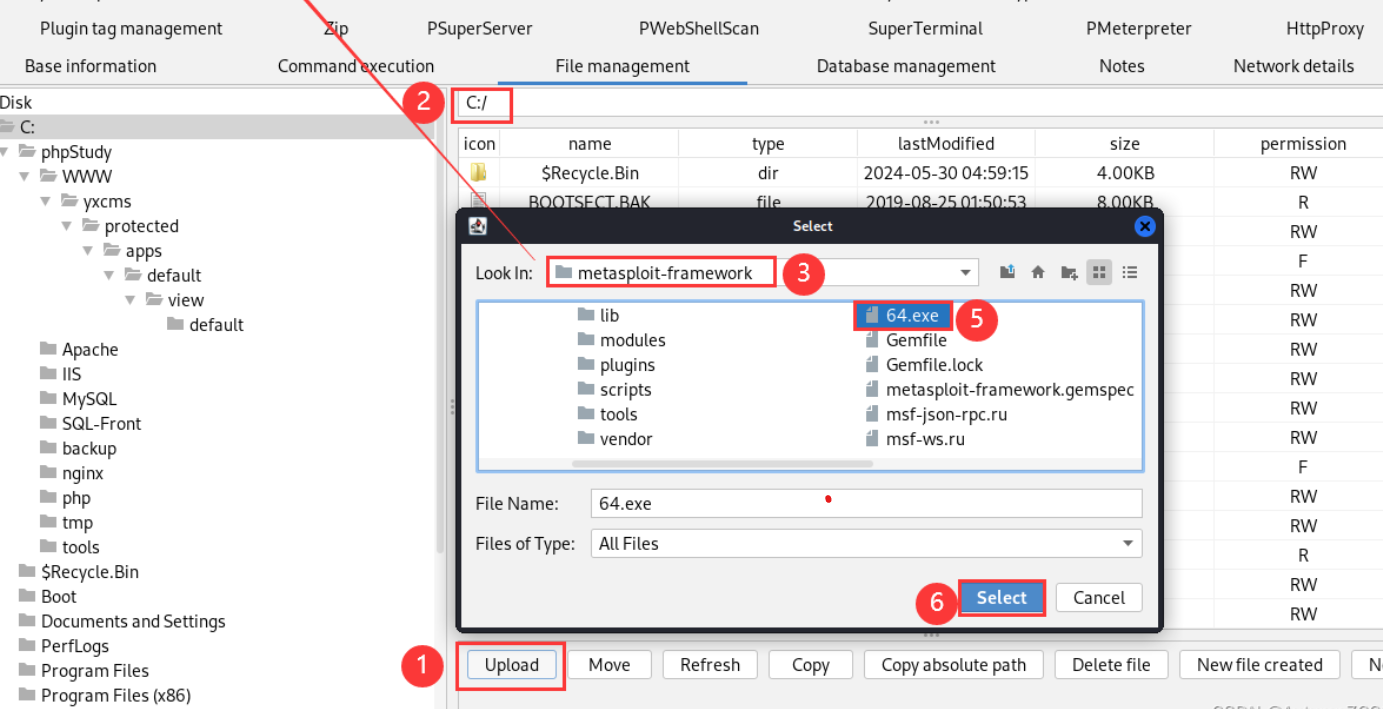 Plugin tag management Zip PSuperServer PWebShellScan SuperTerminal PMeterpreter HttpProxy
Base information Command execution File management Database management Notes Network details
Disk
C:
phpStudy
WWW
yxcms
protected
apps
default
view
default
Apache
IIS
MySQL
SQL-Front
backup
nginx
php
tmp
tools
$Recycle.Bin
Boot
Documents and Settings
PerfLogs
Program Files
Program Files (x86)
2 C:/
icon name type lastModified size permission
$Recycle.Bin dir 2024-05-30 04:59:15 4.00KB RW
BOOTSECT.BAK file 2019-08-25 01:50:53 8.00KB R
RW
F
RW
RW
RW
RW
RW
RW
F
RW
RW
R
RW
RW
Select
Look In: metasploit-framework 3
lib
modules
plugins
scripts
tools
vendor
64.exe 5
Gemfile
Gemfile.lock
metasploit-framework.gemspec
msf-json-rpc.ru
msf-ws.ru
File Name: 64.exe
Files of Type: All Files
6 Select Cancel
1 Upload Move Refresh Copy Copy absolute path Delete file New file created